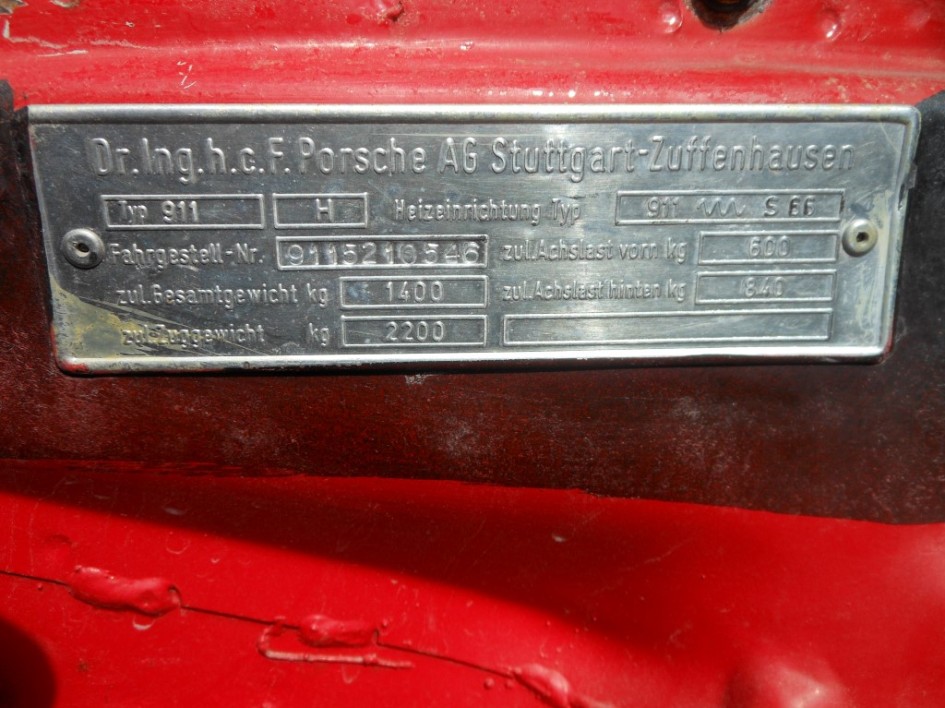 Dr.Ing.h.c.F. Porsche AG Stuttgart-Zuffenhausen
Typ 911 H Heizeinrichtung Typ 911 S 66
Fahrgestell-Nr. 9115210546 zul.Achslast vorn kg 600
zul.Gesamtgewicht kg 1400 zul.Achslast hinten kg 840
zul.Zuggewicht kg 2200